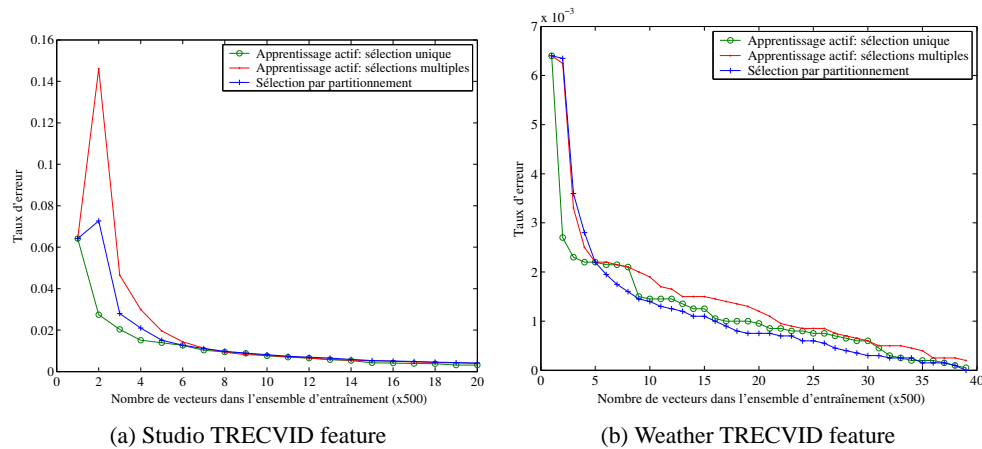 0.16
0.14
0.12
0.1
0.08
0.06
0.04
0.02
0
Taux d'erreur
Apprentissage actif: sélection unique
Apprentissage actif: sélections multiples
Sélection par partitionnement
0 2 4 6 8 10 12 14 16 18 20
Nombre de vecteurs dans l'ensemble d'entraînement (x500)
(a) Studio TRECVID feature
x 10⁻³
7
6
5
4
3
2
1
0
Taux d'erreur
Apprentissage actif: sélection unique
Apprentissage actif: sélections multiples
Sélection par partitionnement
0 5 10 15 20 25 30 35 40
Nombre de vecteurs dans l'ensemble d'entraînement (x500)
(b) Weather TRECVID feature